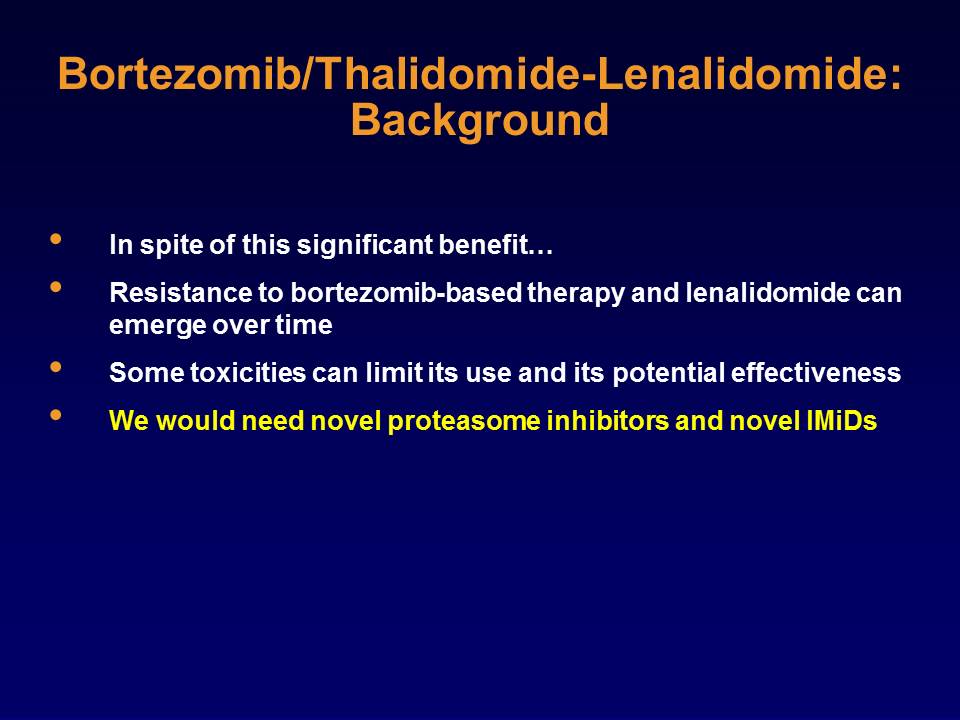 Bortezomib/Thalidomide-Lenalidomide:
Background
• In spite of this significant benefit…
• Resistance to bortezomib-based therapy and lenalidomide can
emerge over time
• Some toxicities can limit its use and its potential effectiveness
• We would need novel proteasome inhibitors and novel IMiDs